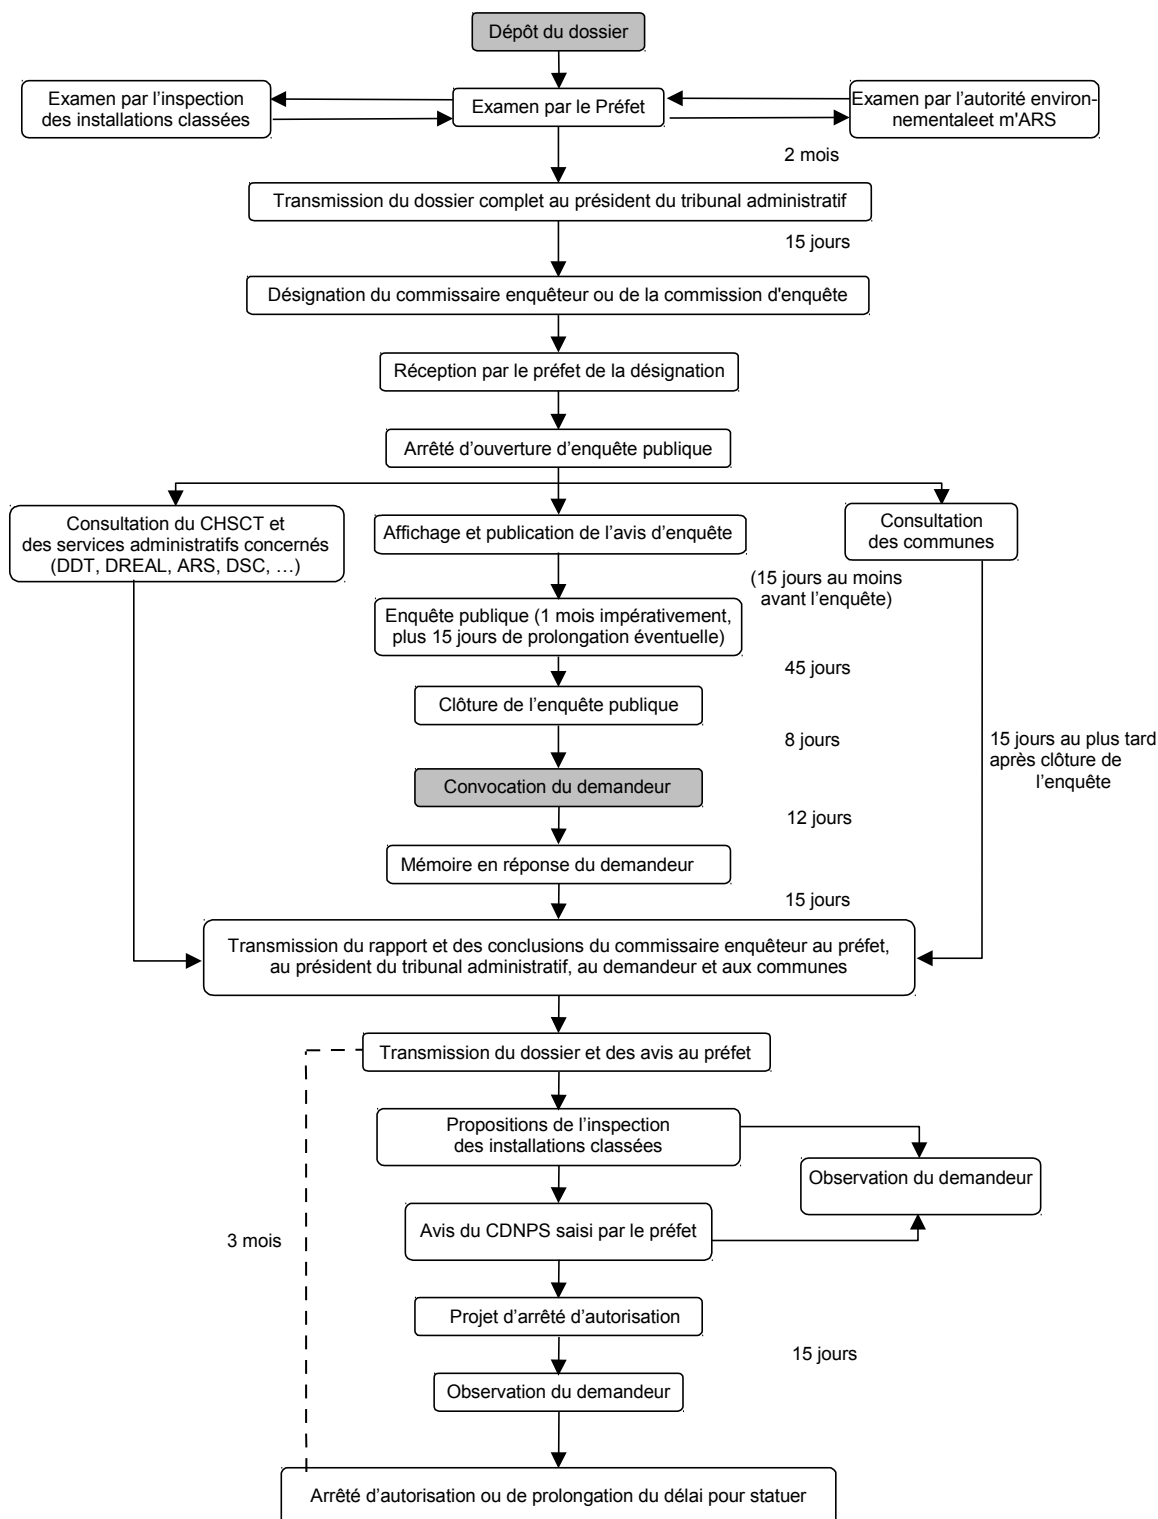 Dépôt du dossier
Examen par l’inspection
des installations classées
Examen par le Préfet
Examen par l’autorité environ-
nementaleet m'ARS
2 mois
Transmission du dossier complet au président du tribunal administratif
15 jours
Désignation du commissaire enquêteur ou de la commission d'enquête
Réception par le préfet de la désignation
Arrêté d’ouverture d’enquête publique
Consultation du CHSCT et
des services administratifs concernés
(DDT, DREAL, ARS, DSC, …)
Affichage et publication de l’avis d’enquête
Consultation
des communes
(15 jours au moins
avant l’enquête)
Enquête publique (1 mois impérativement,
plus 15 jours de prolongation éventuelle)
45 jours
Clôture de l’enquête publique
8 jours
15 jours au plus tard
après clôture de
l’enquête
Convocation du demandeur
12 jours
Mémoire en réponse du demandeur
15 jours
Transmission du rapport et des conclusions du commissaire enquêteur au préfet,
au président du tribunal administratif, au demandeur et aux communes
Transmission du dossier et des avis au préfet
Propositions de l’inspection
des installations classées
Observation du demandeur
Avis du CDNPS saisi par le préfet
3 mois
Projet d’arrêté d’autorisation
15 jours
Observation du demandeur
Arrêté d’autorisation ou de prolongation du délai pour statuer